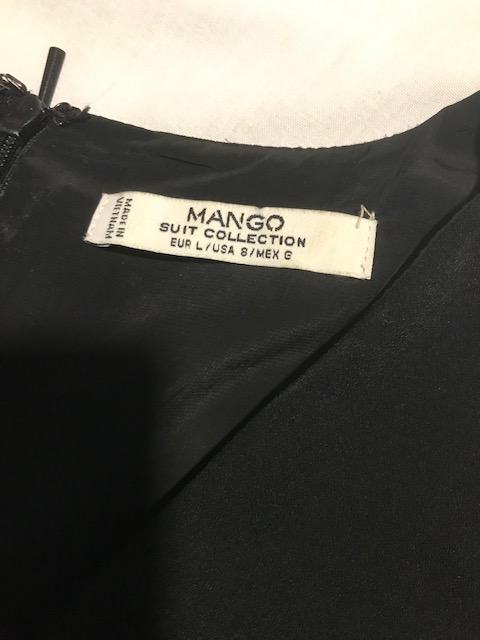 MANGO
SUIT COLLECTION
EUR L/USA 8/MEX G
MADE IN
VIETNAM